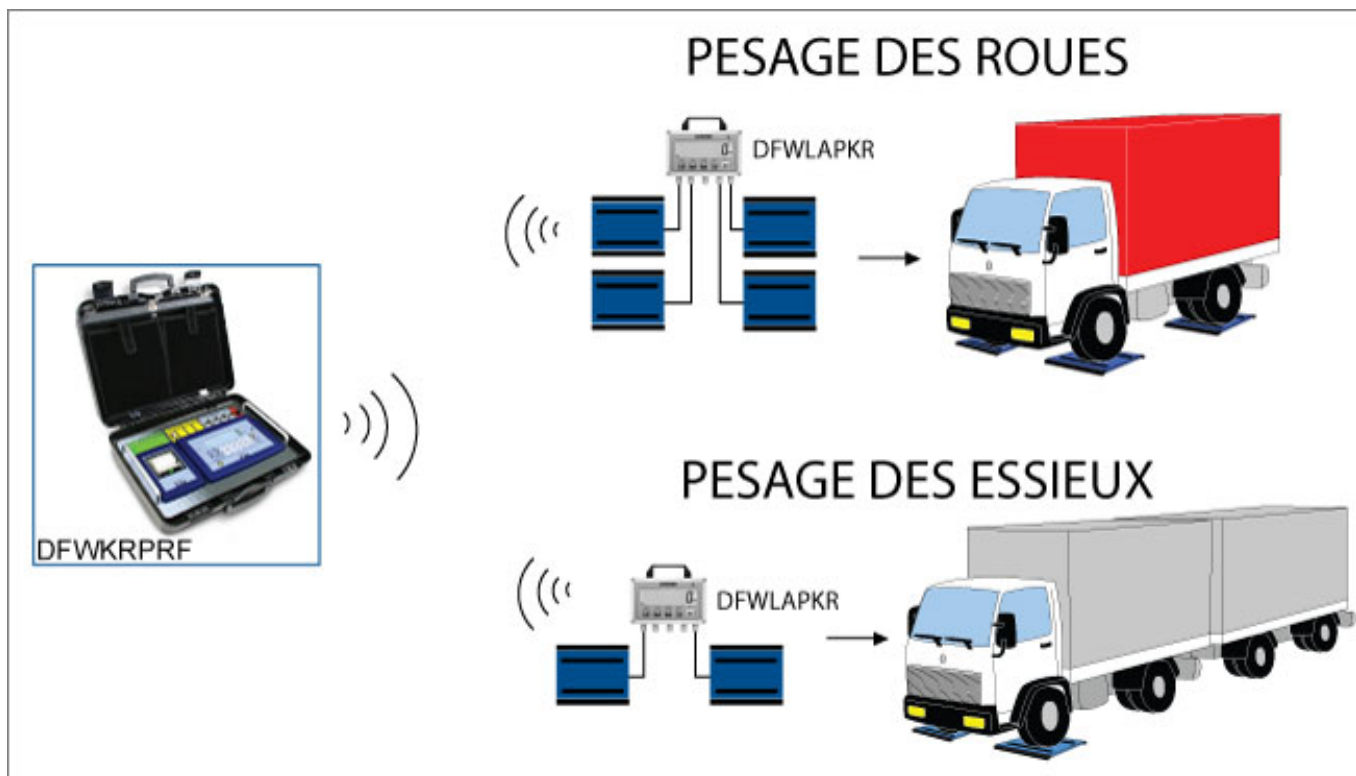 PESAGE DES ROUES
DFWLAPKR
DFWKRPRF
PESAGE DES ESSIEUX
DFWLAPKR